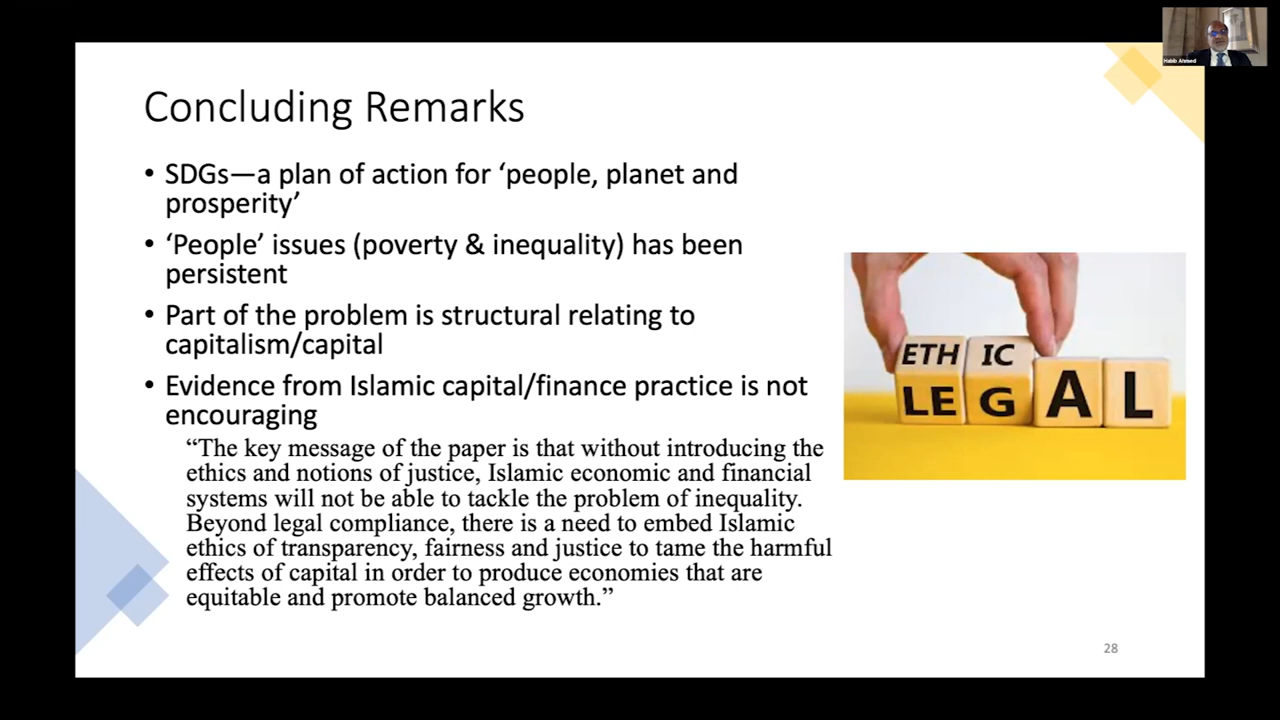 Habib Ahmed
Concluding Remarks
• SDGs—a plan of action for ‘people, planet and
prosperity’
• ‘People’ issues (poverty & inequality) has been
persistent
• Part of the problem is structural relating to
capitalism/capital
• Evidence from Islamic capital/finance practice is not
encouraging
“The key message of the paper is that without introducing the
ethics and notions of justice, Islamic economic and financial
systems will not be able to tackle the problem of inequality.
Beyond legal compliance, there is a need to embed Islamic
ethics of transparency, fairness and justice to tame the harmful
effects of capital in order to produce economies that are
equitable and promote balanced growth.”
ETH IC
LE G A L
28